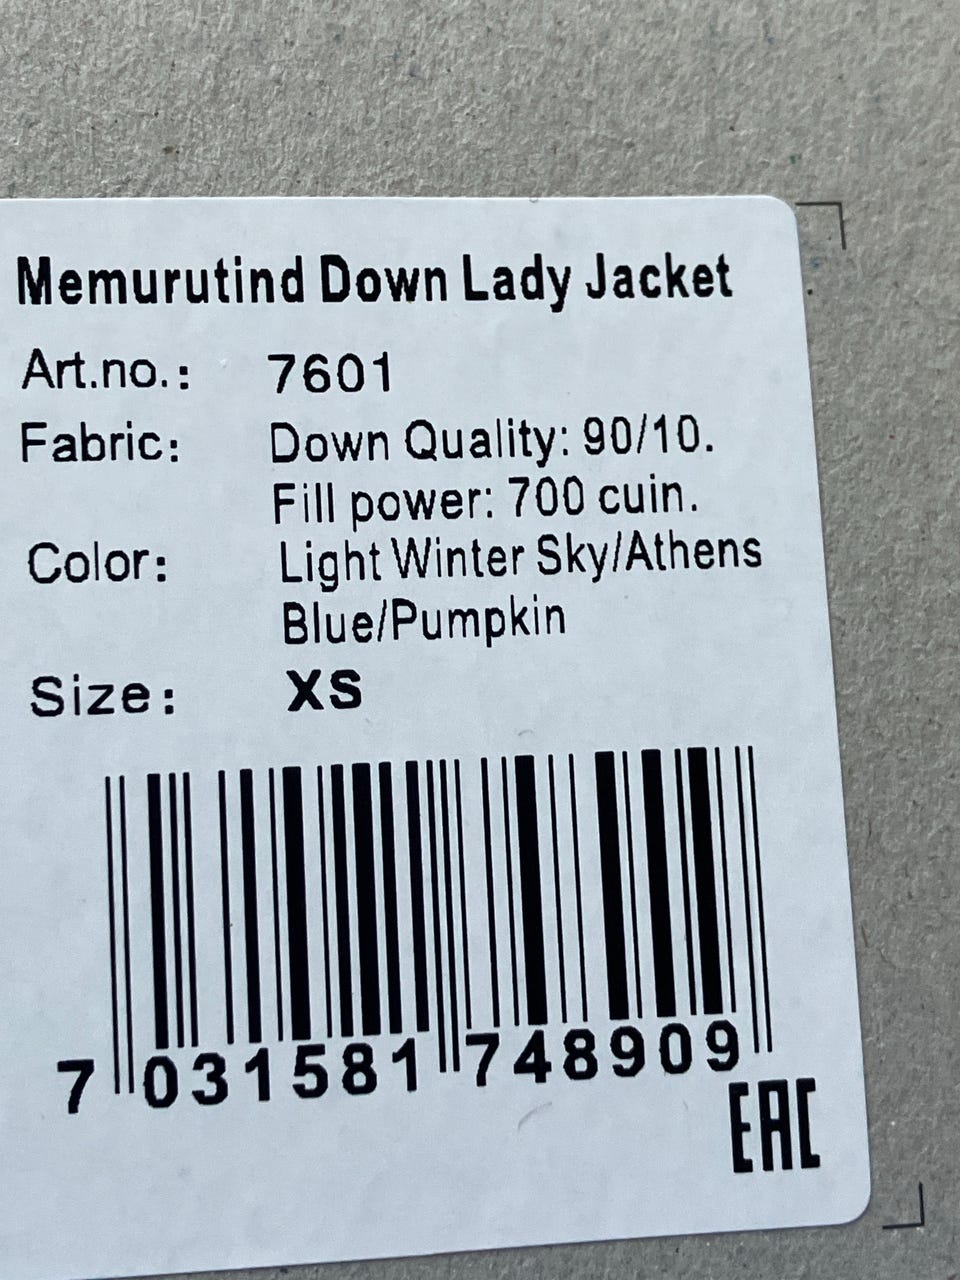 Memurutind Down Lady Jacket
Art.no.: 7601
Fabric: Down Quality: 90/10.
Fill power: 700 cuin.
Color: Light Winter Sky/Athens
Blue/Pumpkin
Size: XS
7 031581 748909
EAC